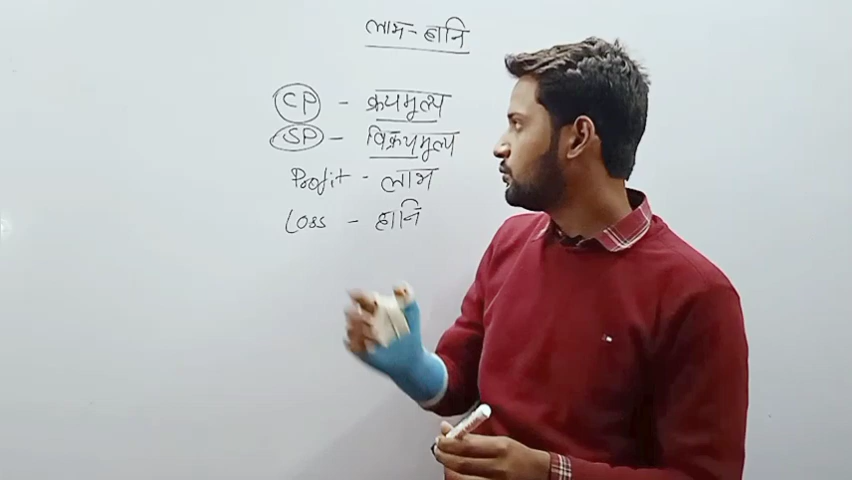 लाभ - हानि
CP - क्रयमूल्य
SP - विक्रयमूल्य
Profit - लाभ
Loss - हानि